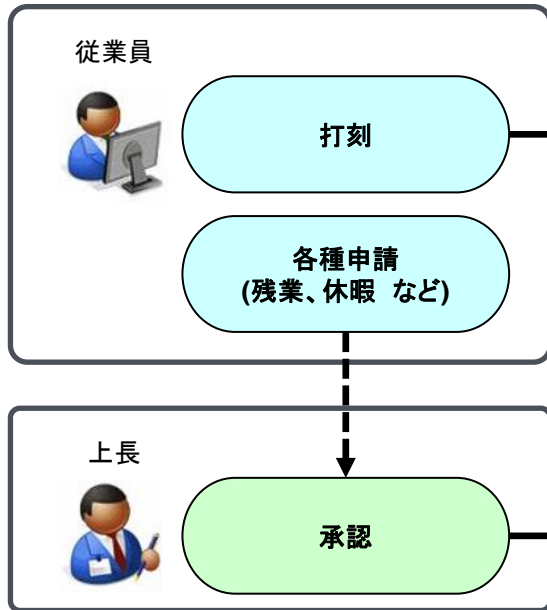 従業員
打刻
各種申請
(残業、休暇 など)
上長
承認